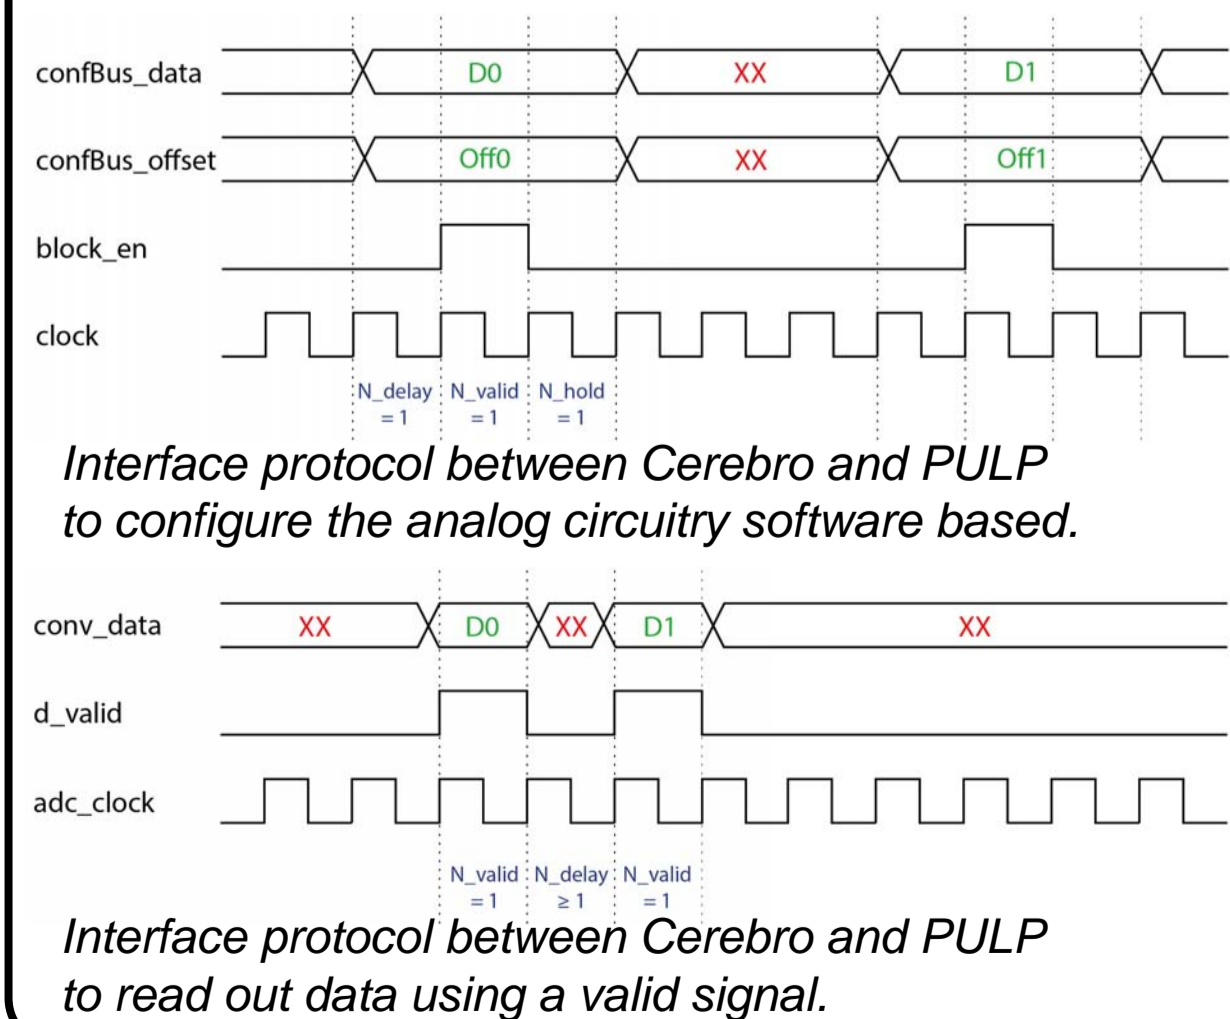 confBus_data D0 XX D1
confBus_offset Off0 XX Off1
block_en
clock
N_delay N_valid N_hold
= 1 = 1 = 1
Interface protocol between Cerebro and PULP
to configure the analog circuitry software based.
conv_data XX D0 XX D1 XX
d_valid
adc_clock
N_valid N_delay N_valid
= 1 ≥ 1 = 1
Interface protocol between Cerebro and PULP
to read out data using a valid signal.